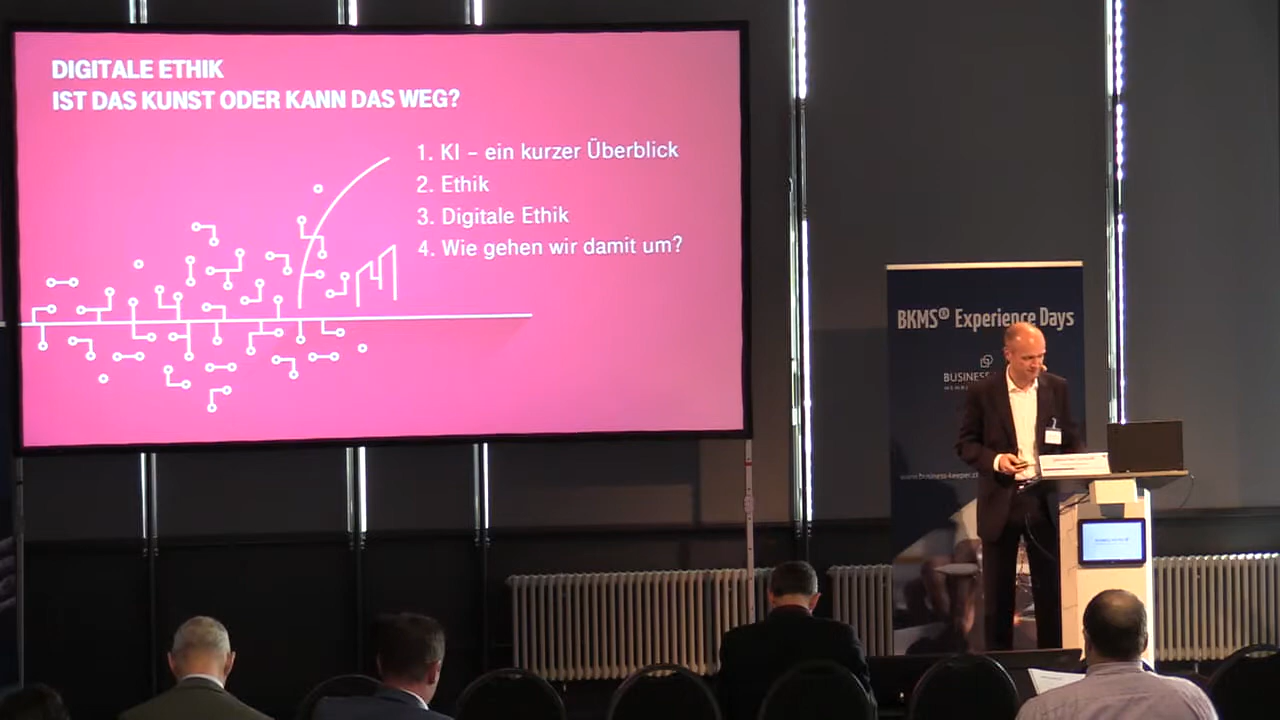 DIGITALE ETHIK
IST DAS KUNST ODER KANN DAS WEG?
1. KI – ein kurzer Überblick
2. Ethik
3. Digitale Ethik
4. Wie gehen wir damit um?
BKMS® Experience Days
BUSINESS